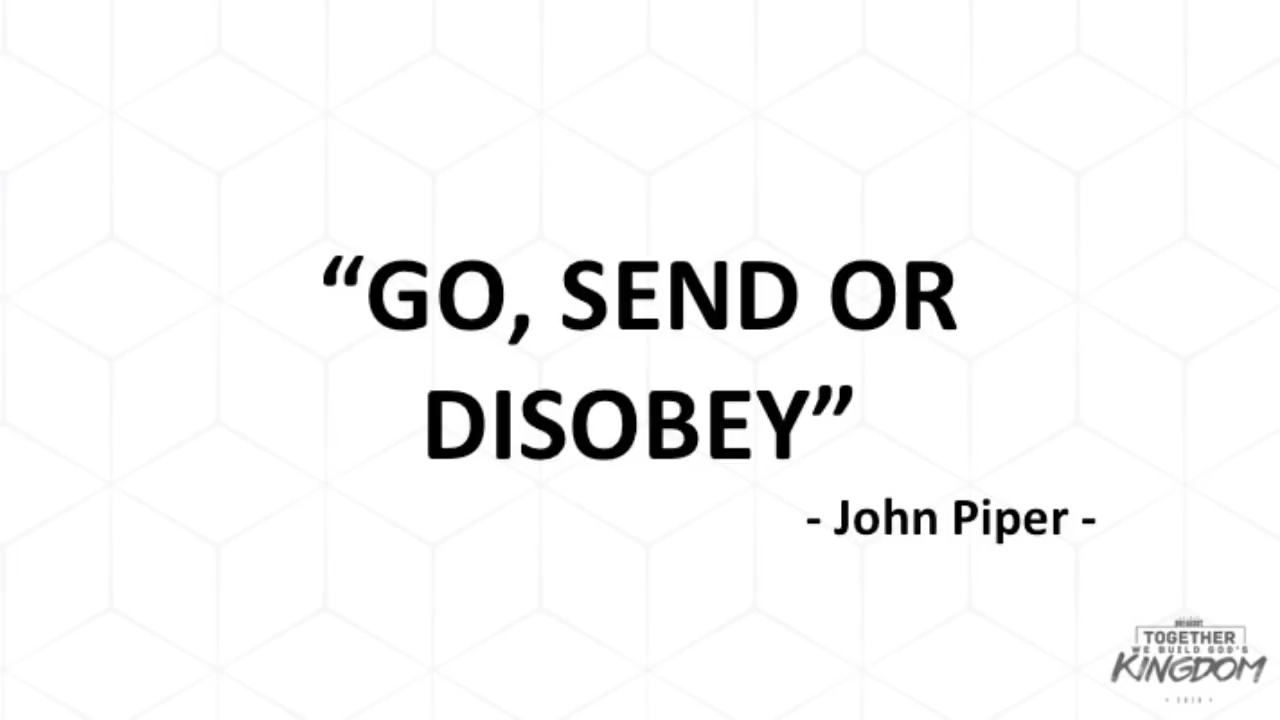 “GO, SEND OR
DISOBEY”
- John Piper -
TOGETHER
WE BUILD GOD'S
KINGDOM